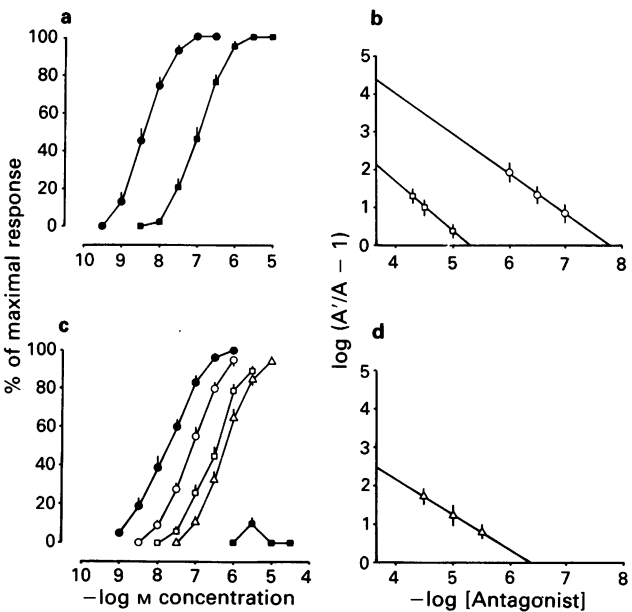 a
100
80
60
40
20
0
10 9 8 7 6 5
b
5
4
3
2
1
0
4 5 6 7 8
% of maximal response
log (A'/A − 1)
c
100
80
60
40
20
0
10 9 8 7 6 5 4
−log M concentration
d
5
4
3
2
1
0
4 5 6 7 8
−log [Antagonist]